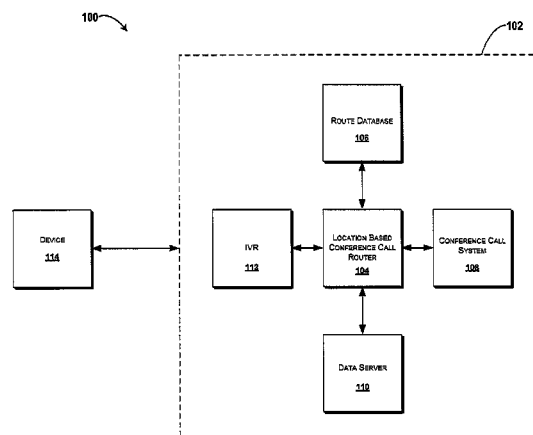 100
102
ROUTE DATABASE
106
DEVICE
114
IVR
112
LOCATION BASED
CONFERENCE CALL
ROUTER
104
CONFERENCE CALL
SYSTEM
108
DATA SERVER
110